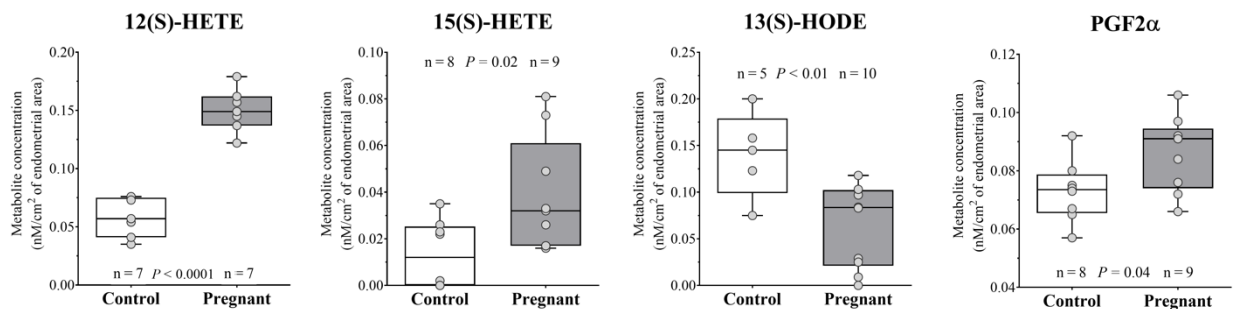 12(S)-HETE
Metabolite concentration
(nM/cm² of endometrial area)
0.20
0.15
0.10
0.05
0.00
n = 7 P < 0.0001 n = 7
Control Pregnant
15(S)-HETE
Metabolite concentration
(nM/cm² of endometrial area)
0.10
0.08
0.06
0.04
0.02
0.00
n = 8 P = 0.02 n = 9
Control Pregnant
13(S)-HODE
Metabolite concentration
(nM/cm² of endometrial area)
0.25
0.20
0.15
0.10
0.05
0.00
n = 5 P < 0.01 n = 10
Control Pregnant
PGF2α
Metabolite concentration
(nM/cm² of endometrial area)
0.12
0.10
0.08
0.06
0.04
n = 8 P = 0.04 n = 9
Control Pregnant